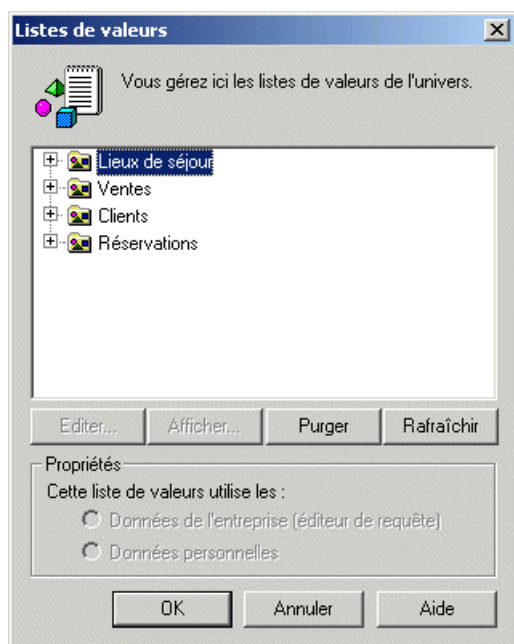 Listes de valeurs
Vous gérez ici les listes de valeurs de l'univers.
Lieux de séjour
Ventes
Clients
Réservations
Editer... Afficher... Purger Rafraîchir
Propriétés
Cette liste de valeurs utilise les :
Données de l'entreprise (éditeur de requête)
Données personnelles
OK Annuler Aide